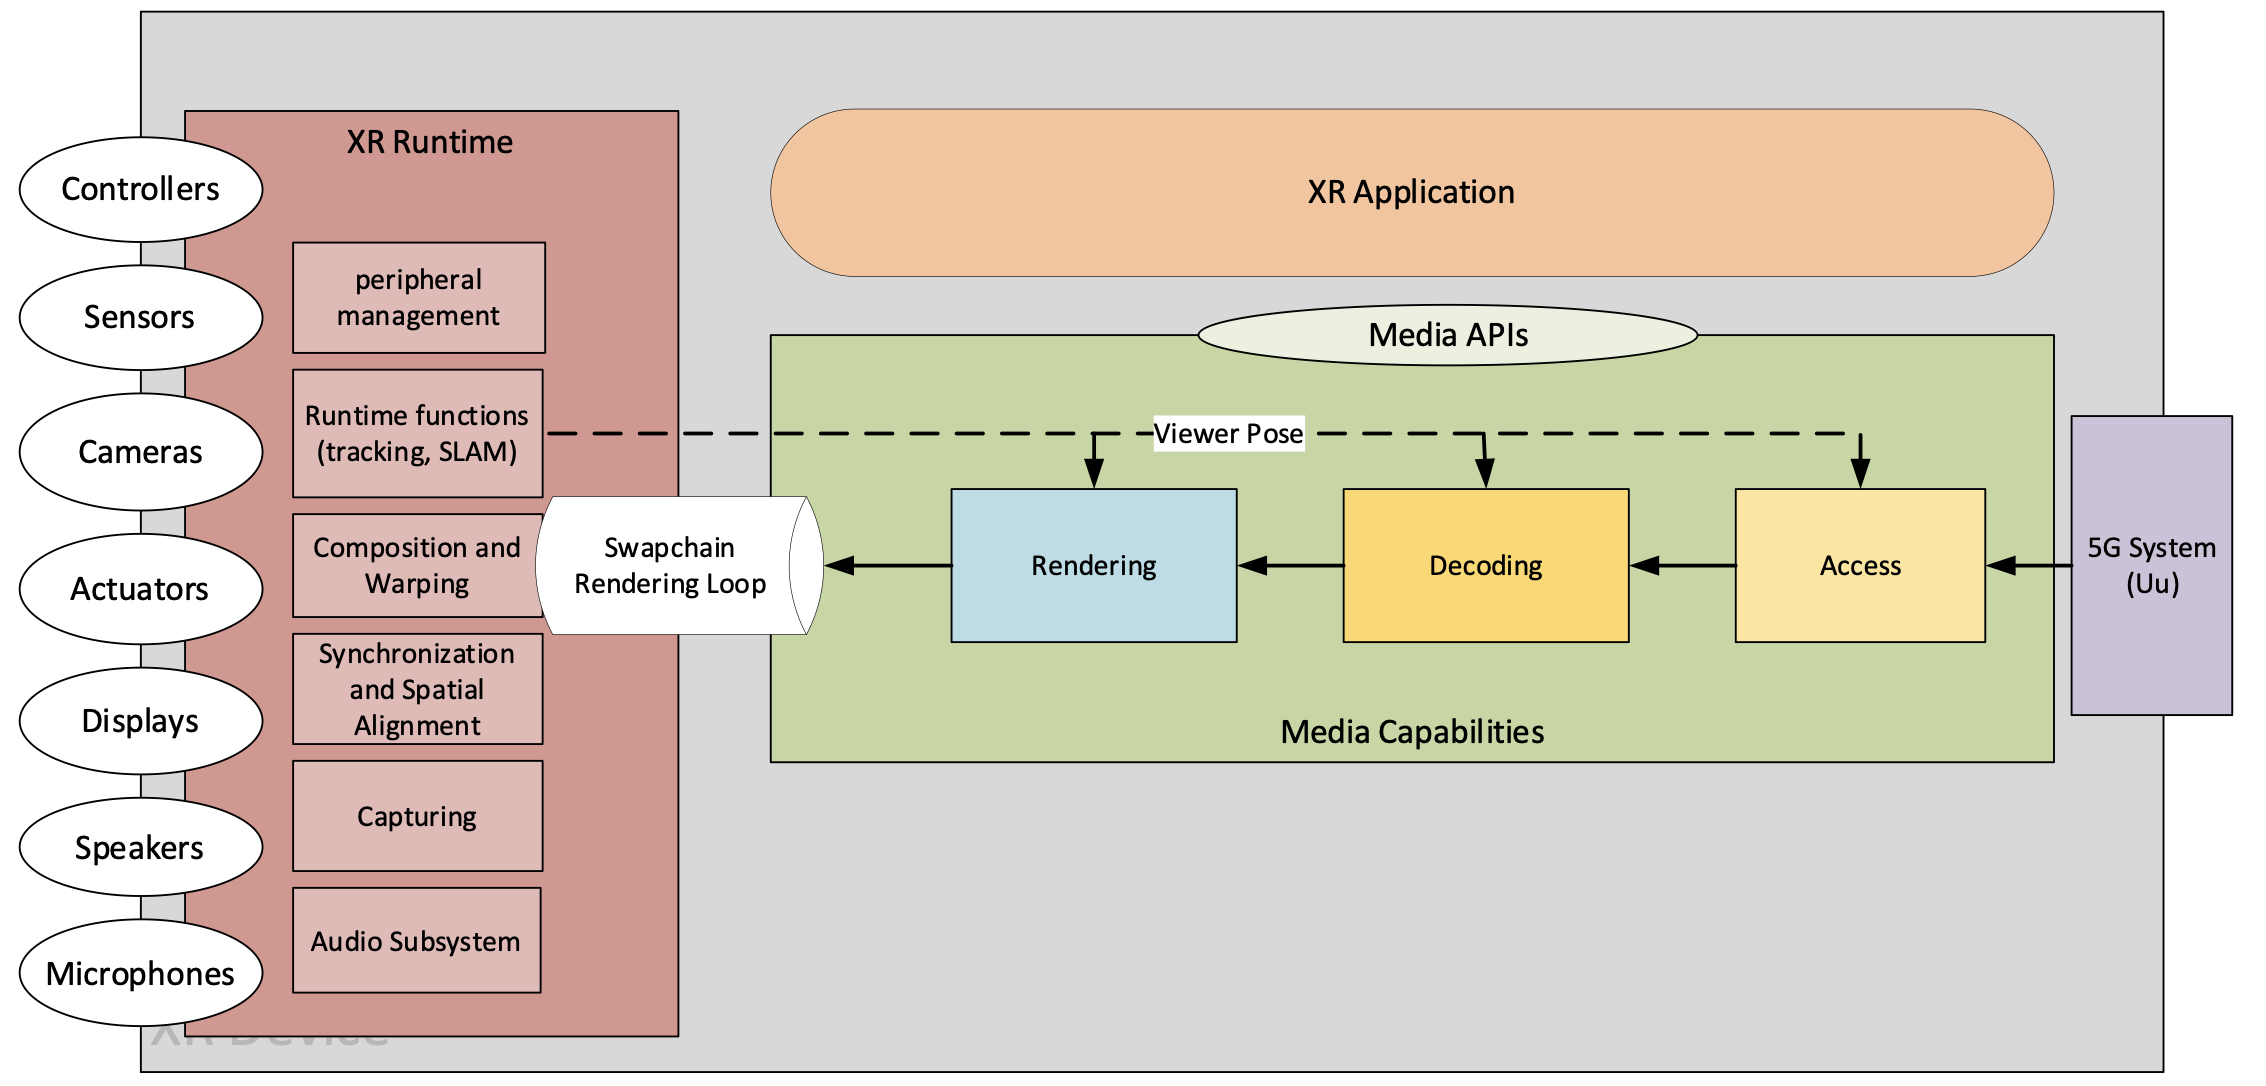 XR Runtime
Controllers
Sensors
Cameras
Actuators
Displays
Speakers
Microphones
peripheral
management
Runtime functions
(tracking, SLAM)
Composition and
Warping
Synchronization
and Spatial
Alignment
Capturing
Audio Subsystem
Swapchain
Rendering Loop
XR Application
Media APIs
Viewer Pose
Rendering
Decoding
Access
Media Capabilities
5G System
(Uu)
XR Device